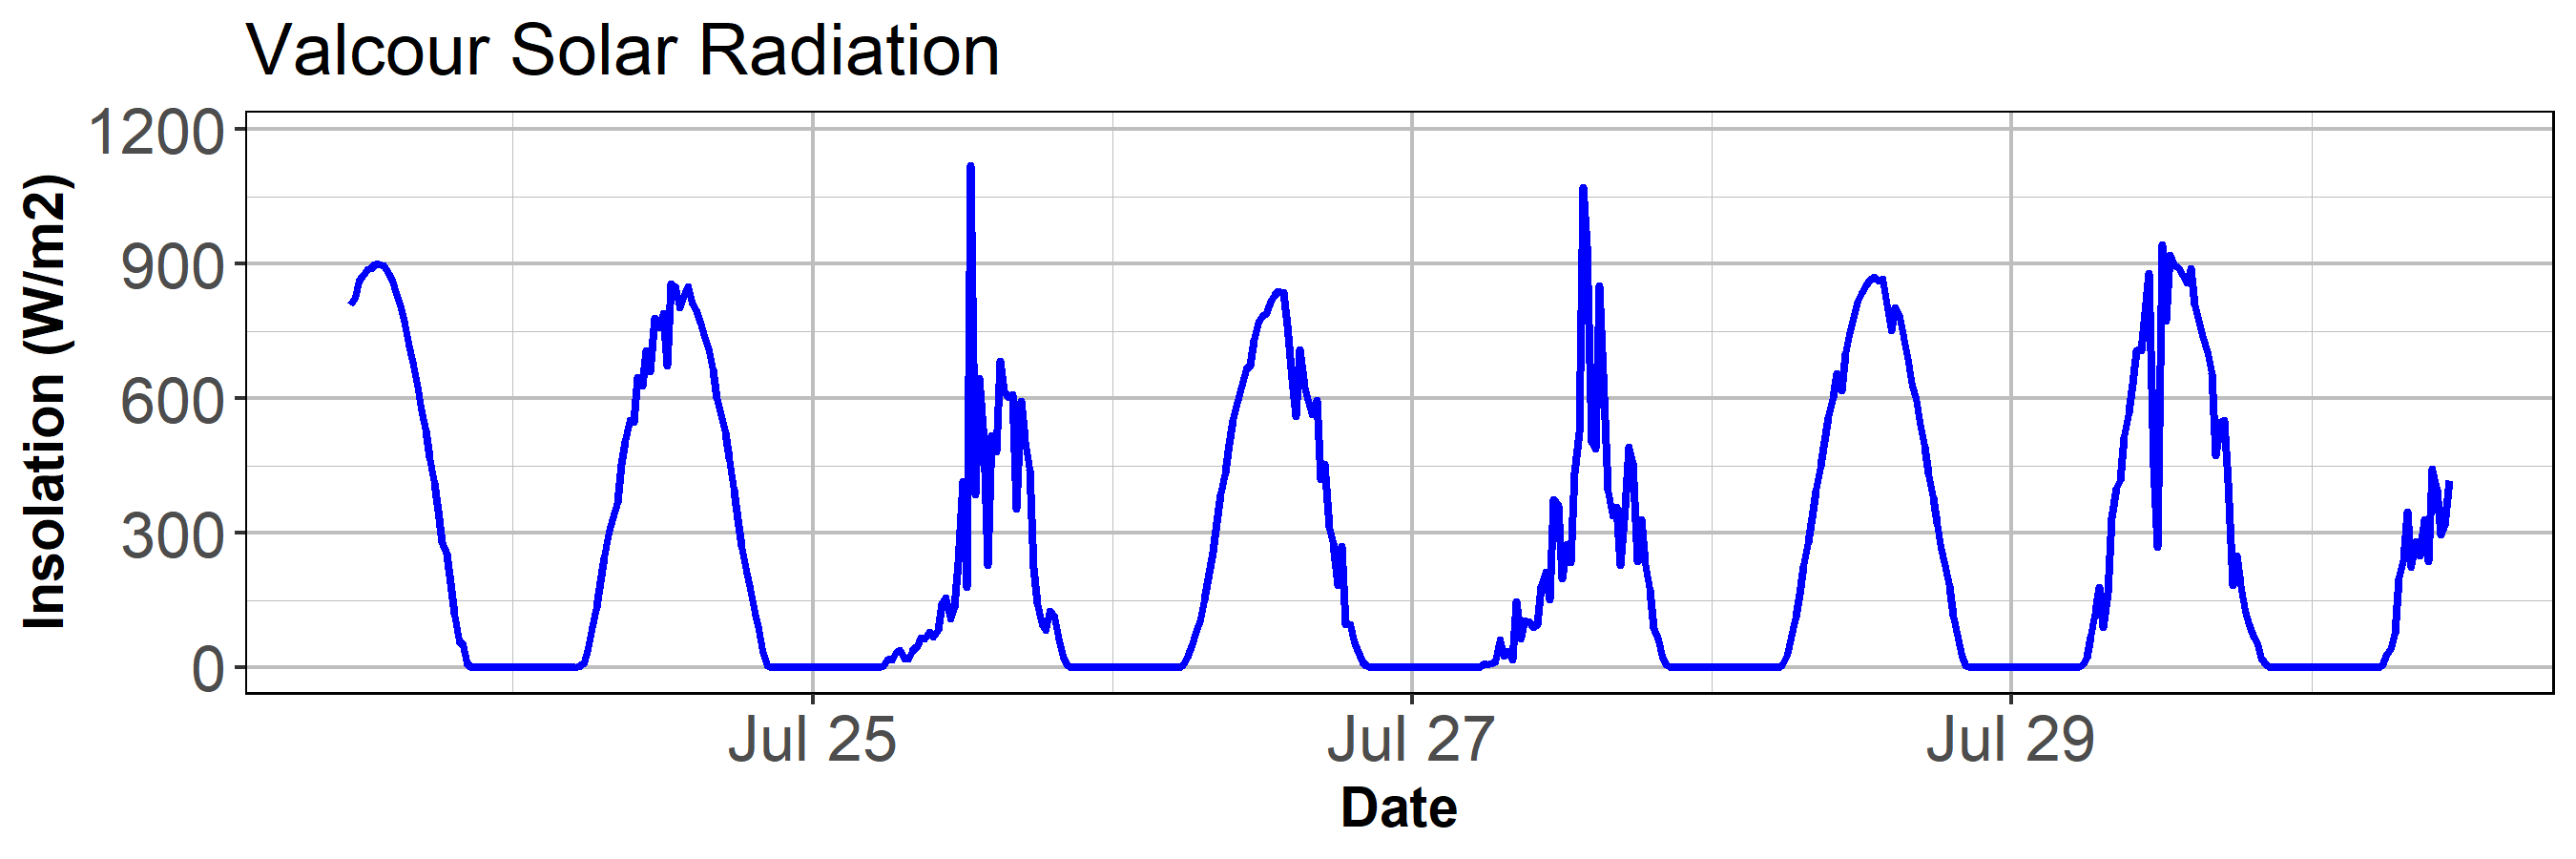 Valcour Solar Radiation
Insolation (W/m2)
1200
900
600
300
0
Jul 25
Jul 27
Jul 29
Date